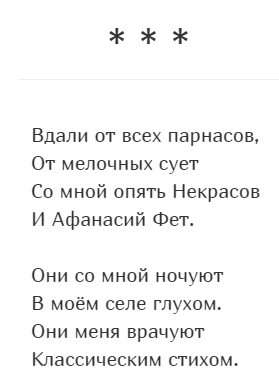 * * *
Вдали от всех парнасов,
От мелочных сует
Со мной опять Некрасов
И Афанасий Фет.
Они со мной ночуют
В моём селе глухом.
Они меня врачуют
Классическим стихом.